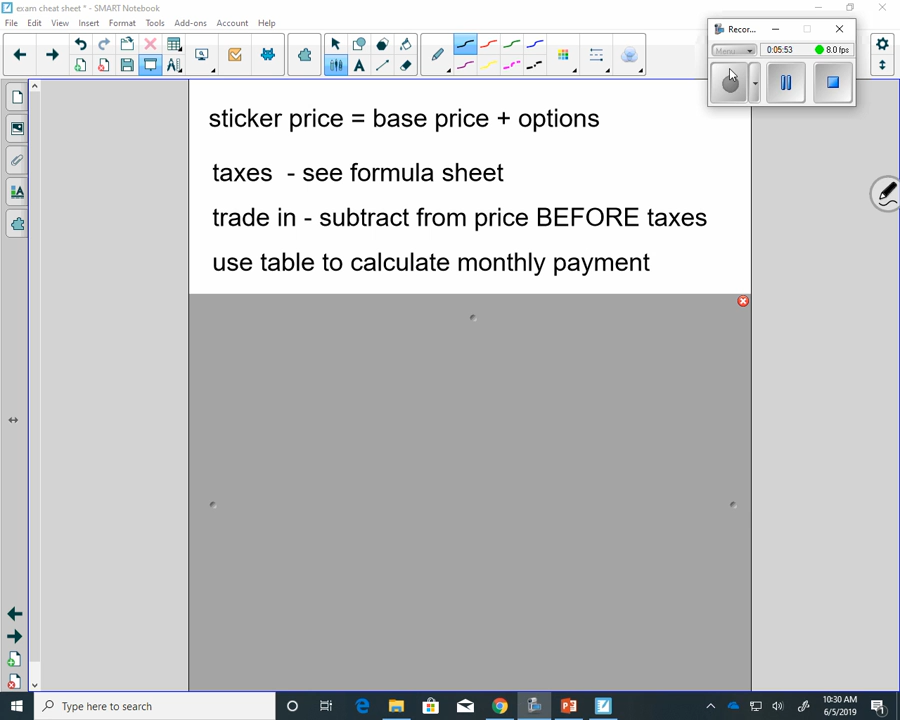 exam cheat sheet * - SMART Notebook
File Edit View Insert Format Tools Add-ons Account Help
Recor...
Menu 0:05:53 8.0 fps
sticker price = base price + options
taxes - see formula sheet
trade in - subtract from price BEFORE taxes
use table to calculate monthly payment
Type here to search
10:30 AM
6/5/2019